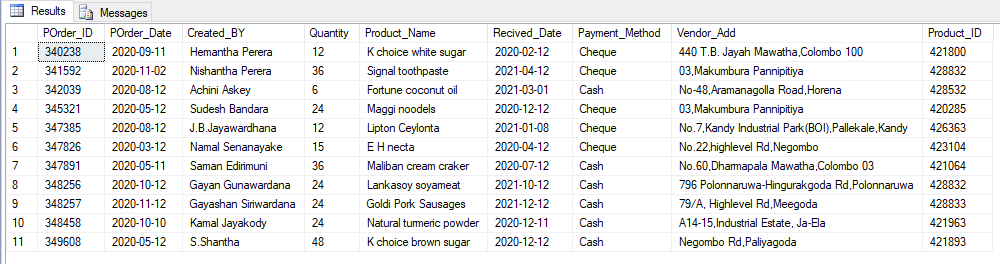 Results Messages
POrder_ID POrder_Date Created_BY Quantity Product_Name Recived_Date Payment_Method Vendor_Add Product_ID
1 340238 2020-09-11 Hemantha Perera 12 K choice white sugar 2020-02-12 Cheque 440 T.B. Jayah Mawatha,Colombo 100 421800
2 341592 2020-11-02 Nishantha Perera 36 Signal toothpaste 2021-04-12 Cheque 03,Makumbura Pannipitiya 428832
3 342039 2020-08-12 Achini Askey 6 Fortune coconut oil 2021-03-01 Cash No-48,Aramanagolla Road,Horena 428532
4 345321 2020-05-12 Sudesh Bandara 24 Maggi noodels 2020-12-12 Cheque 03,Makumbura Pannipitiya 420285
5 347385 2020-08-12 J.B.Jayawardhana 12 Lipton Ceylonta 2021-01-08 Cheque No.7,Kandy Industrial Park(BOI),Pallekale,Kandy 426363
6 347826 2020-03-12 Namal Senanayake 15 E H necta 2020-04-12 Cheque No.22,highlevel Rd,Negombo 423104
7 347891 2020-05-11 Saman Edirimuni 36 Maliban cream craker 2020-07-12 Cash No.60,Dhamapala Mawatha,Colombo 03 421064
8 348256 2020-10-12 Gayan Gunawardana 24 Lankasoy soyameat 2021-10-12 Cash 796 Polonnaruwa-Hingurakgoda Rd,Polonnaruwa 428832
9 348257 2020-11-12 Gayashan Siriwardana 24 Goldi Pork Sausages 2021-12-12 Cash 79/A, Highlevel Rd,Meegoda 428833
10 348458 2020-10-10 Kamal Jayakody 24 Natural turmeric powder 2020-12-11 Cash A14-15,Industrial Estate, Ja-Ela 421963
11 349608 2020-05-12 S.Shantha 48 K choice brown sugar 2020-12-12 Cash Negombo Rd,Paliyagoda 421893